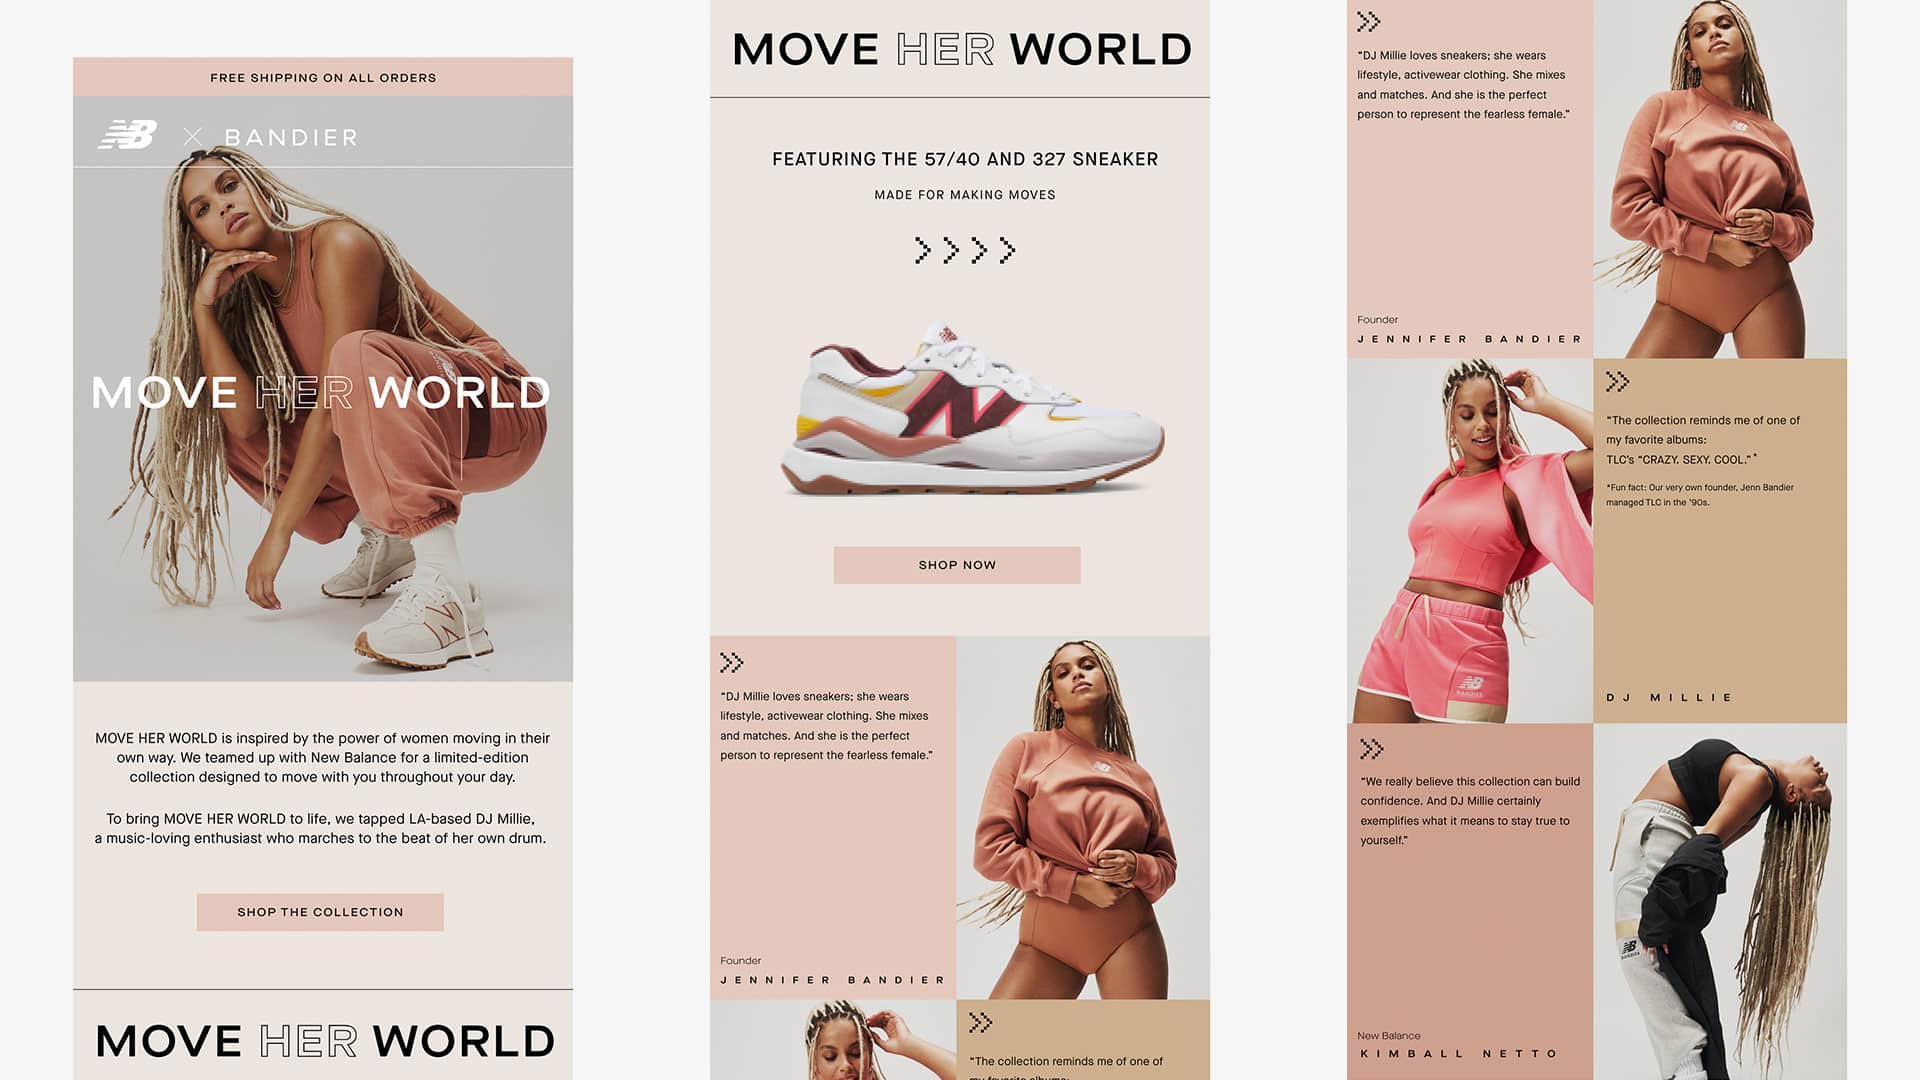 FREE SHIPPING ON ALL ORDERS
NB × BANDIER
MOVE HER WORLD
MOVE HER WORLD is inspired by the power of women moving in their
own way. We teamed up with New Balance for a limited-edition
collection designed to move with you throughout your day.
To bring MOVE HER WORLD to life, we tapped LA-based DJ Millie,
a music-loving enthusiast who marches to the beat of her own drum.
SHOP THE COLLECTION
MOVE HER WORLD
MOVE HER WORLD
FEATURING THE 57/40 AND 327 SNEAKER
MADE FOR MAKING MOVES
N
SHOP NOW
“DJ Millie loves sneakers; she wears
lifestyle, activewear clothing. She mixes
and matches. And she is the perfect
person to represent the fearless female.”
Founder
JENNIFER BANDIER
“The collection reminds me of one of
my favorite albums:
“DJ Millie loves sneakers; she wears
lifestyle, activewear clothing. She mixes
and matches. And she is the perfect
person to represent the fearless female.”
Founder
JENNIFER BANDIER
“The collection reminds me of one of
my favorite albums:
TLC’s “CRAZY. SEXY. COOL.”*
*Fun fact: Our very own founder, Jenn Bandier
managed TLC in the ’90s.
DJ MILLIE
NB
BANDIER
“We really believe this collection can build
confidence. And DJ Millie certainly
exemplifies what it means to stay true to
yourself.”
New Balance
KIMBALL NETTO
NB
BANDIER